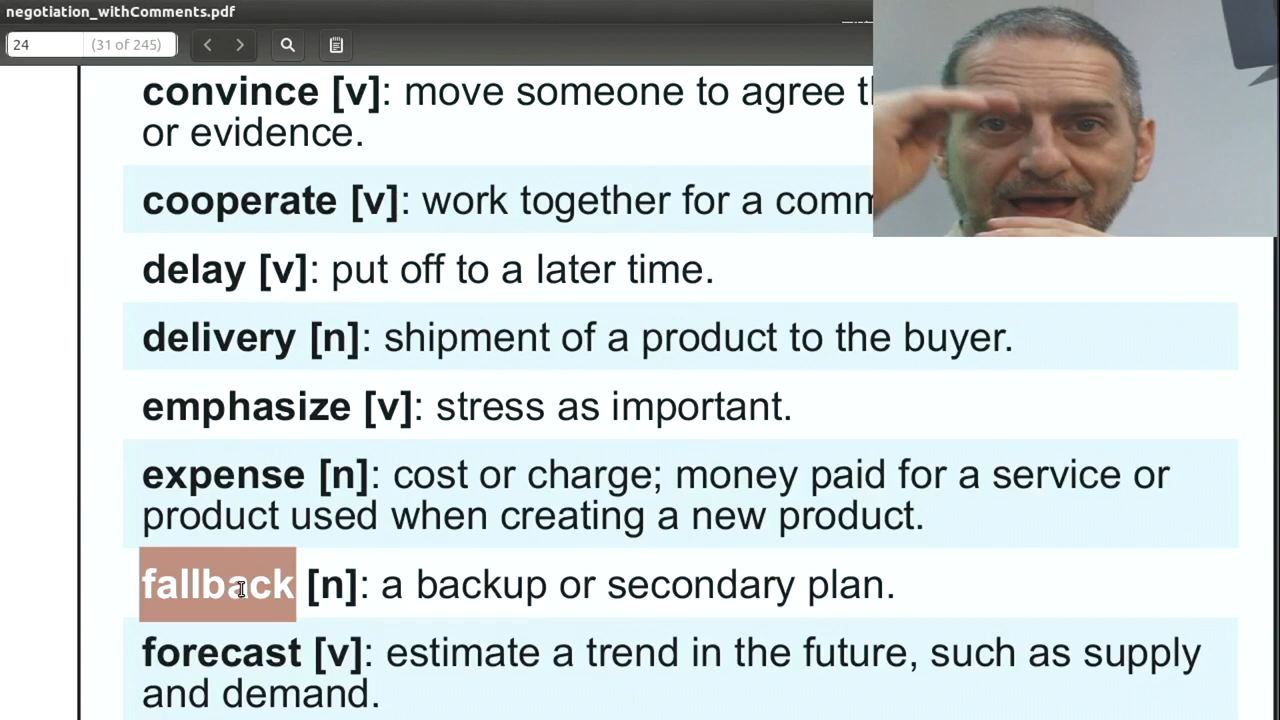 negotiation_withComments.pdf
24 (31 of 245)
convince [v]: move someone to agree
or evidence.
cooperate [v]: work together for a
delay [v]: put off to a later time.
delivery [n]: shipment of a product to the buyer.
emphasize [v]: stress as important.
expense [n]: cost or charge; money paid for a service or
product used when creating a new product.
fallback [n]: a backup or secondary plan.
forecast [v]: estimate a trend in the future, such as supply
and demand.